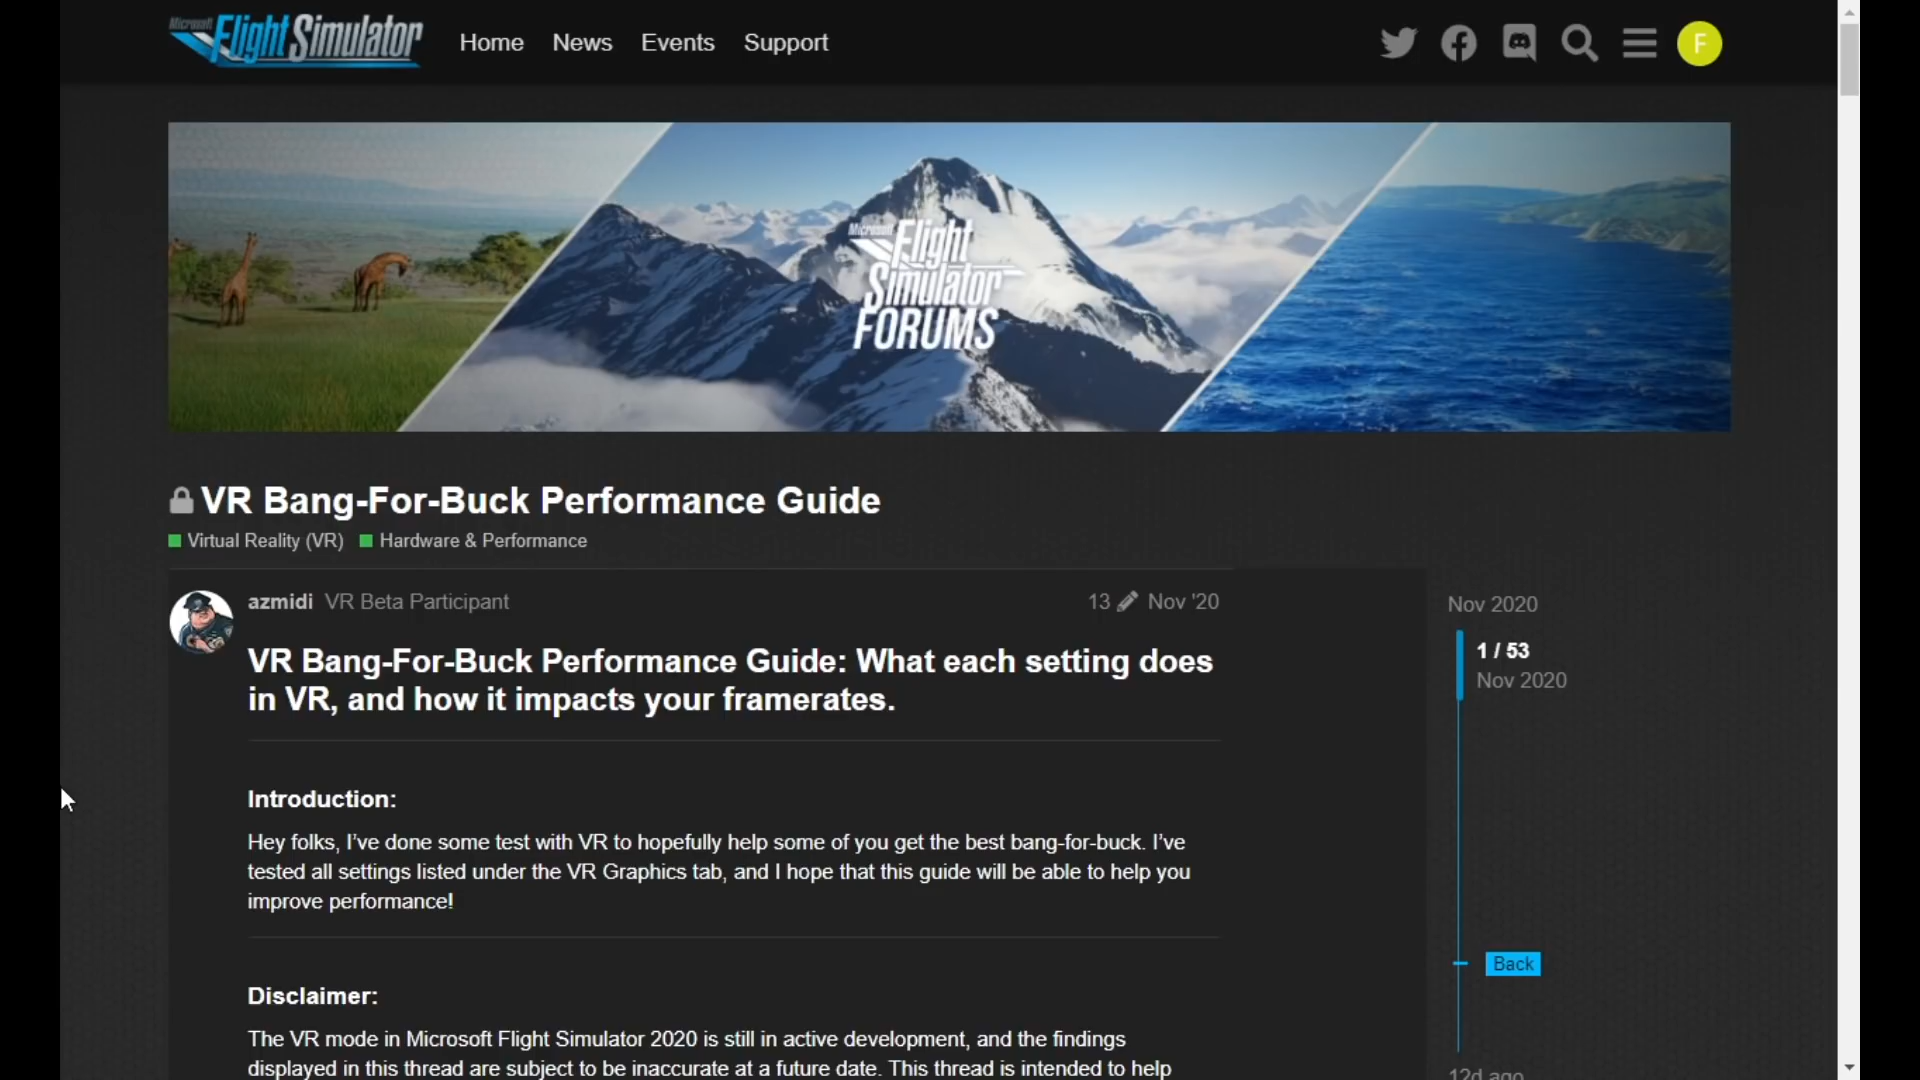 Microsoft
Flight Simulator
Home News Events Support
F
Microsoft
Flight
Simulator
FORUMS
VR Bang-For-Buck Performance Guide
Virtual Reality (VR) Hardware & Performance
azmidi VR Beta Participant 13 Nov '20
VR Bang-For-Buck Performance Guide: What each setting does
in VR, and how it impacts your framerates.
Introduction:
Hey folks, I've done some test with VR to hopefully help some of you get the best bang-for-buck. I've
tested all settings listed under the VR Graphics tab, and I hope that this guide will be able to help you
improve performance!
Disclaimer:
The VR mode in Microsoft Flight Simulator 2020 is still in active development, and the findings
displayed in this thread are subject to be inaccurate at a future date. This thread is intended to help
Nov 2020
1 / 53
Nov 2020
Back
12d ago